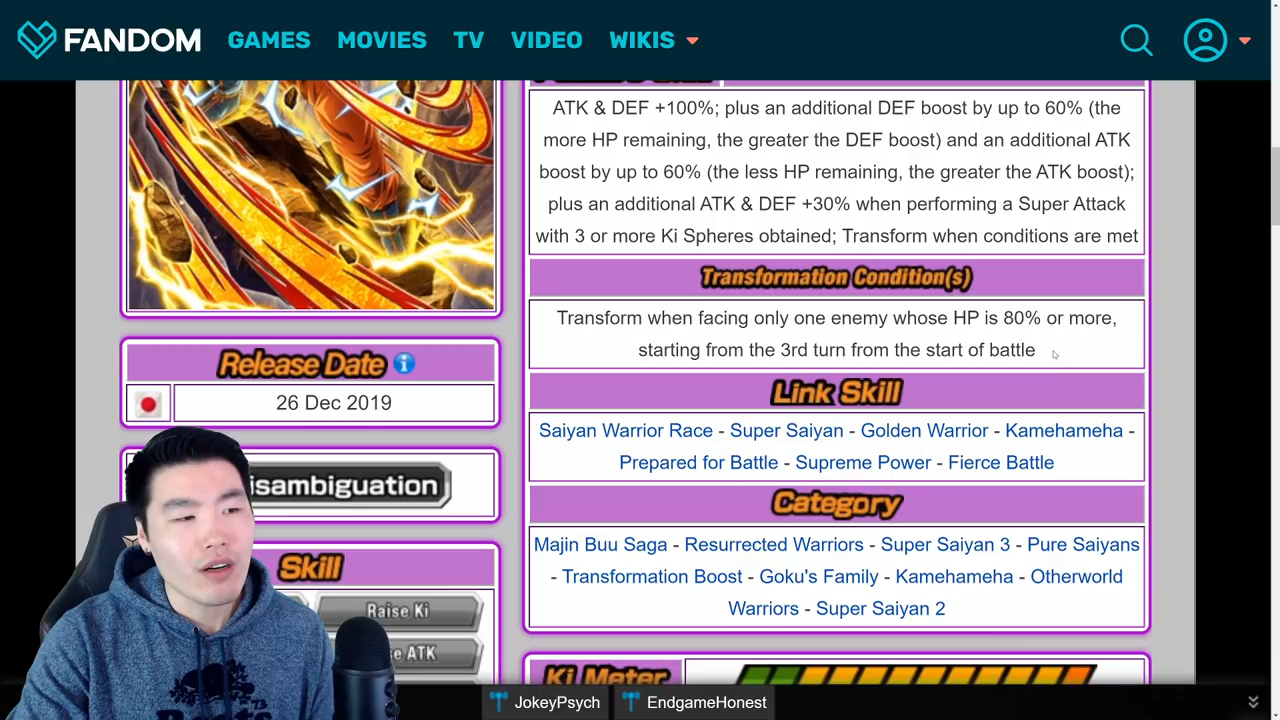 FANDOM GAMES MOVIES TV VIDEO WIKIS
ATK & DEF +100%; plus an additional DEF boost by up to 60% (the
more HP remaining, the greater the DEF boost) and an additional ATK
boost by up to 60% (the less HP remaining, the greater the ATK boost);
plus an additional ATK & DEF +30% when performing a Super Attack
with 3 or more Ki Spheres obtained; Transform when conditions are met
Transformation Condition(s)
Transform when facing only one enemy whose HP is 80% or more,
starting from the 3rd turn from the start of battle
Release Date
26 Dec 2019
Link Skill
Saiyan Warrior Race - Super Saiyan - Golden Warrior - Kamehameha -
Prepared for Battle - Supreme Power - Fierce Battle
isambiguation
Category
Majin Buu Saga - Resurrected Warriors - Super Saiyan 3 - Pure Saiyans
- Transformation Boost - Goku's Family - Kamehameha - Otherworld
Warriors - Super Saiyan 2
Skill
Raise Ki
e ATK
Ki Meter
JokeyPsych EndgameHonest